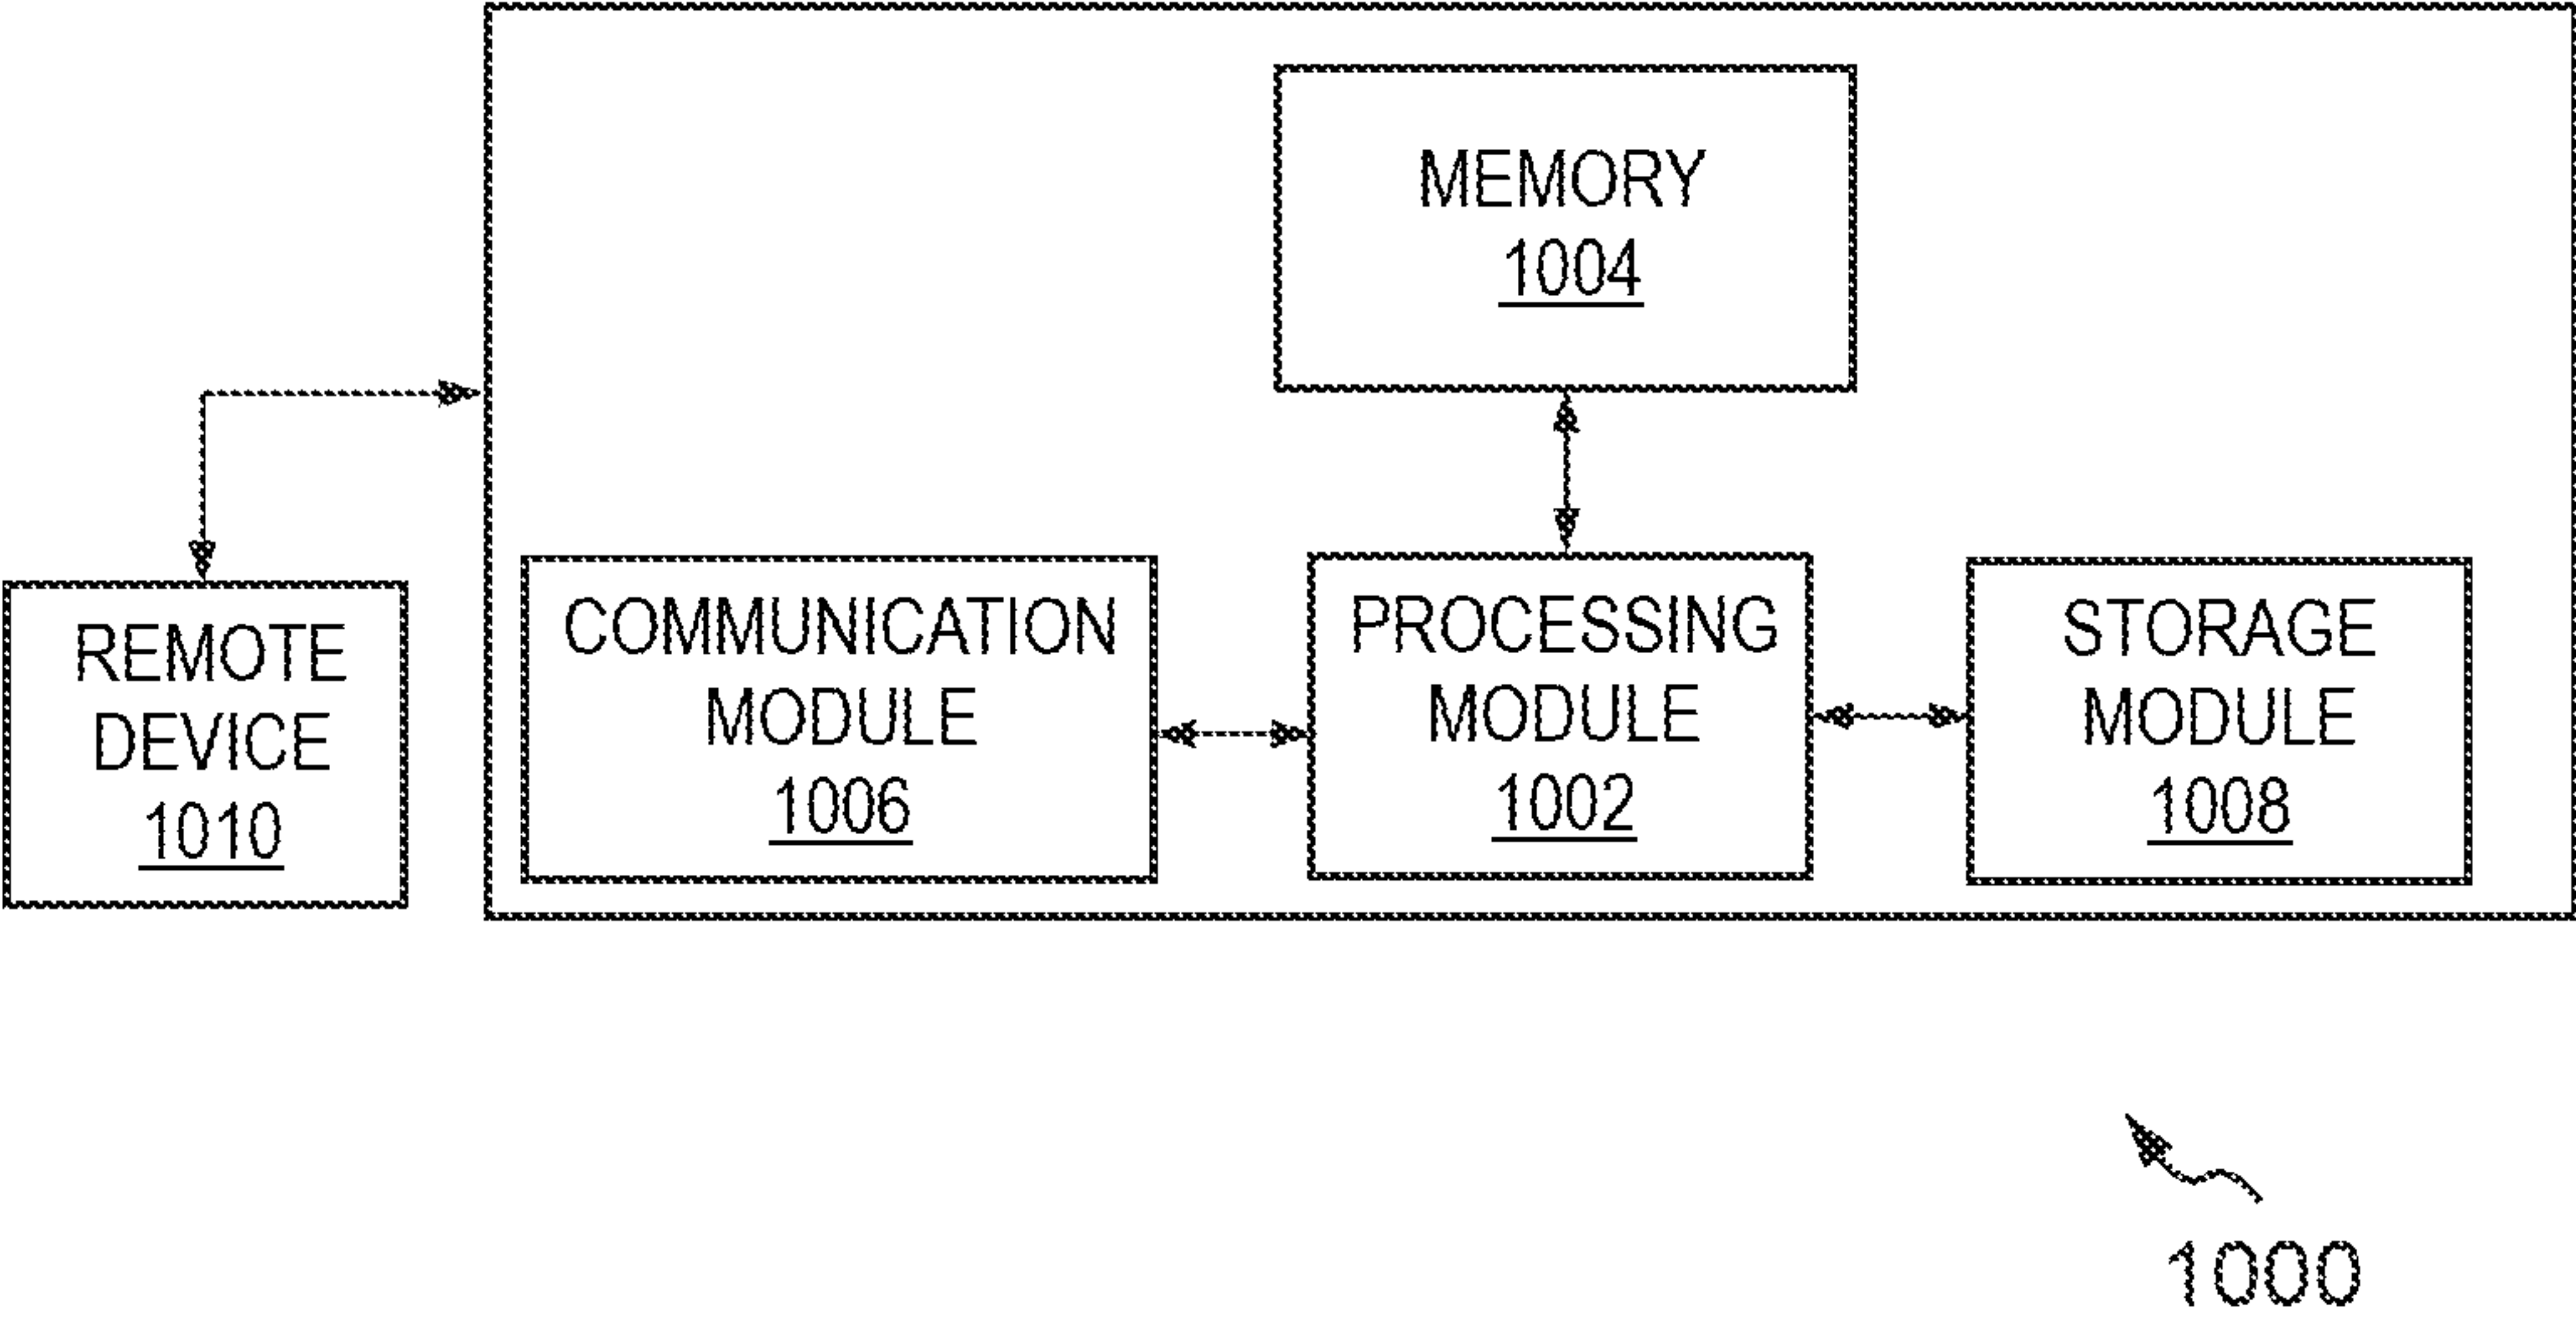 MEMORY
1004
REMOTE
DEVICE
1010
COMMUNICATION
MODULE
1006
PROCESSING
MODULE
1002
STORAGE
MODULE
1008
1000